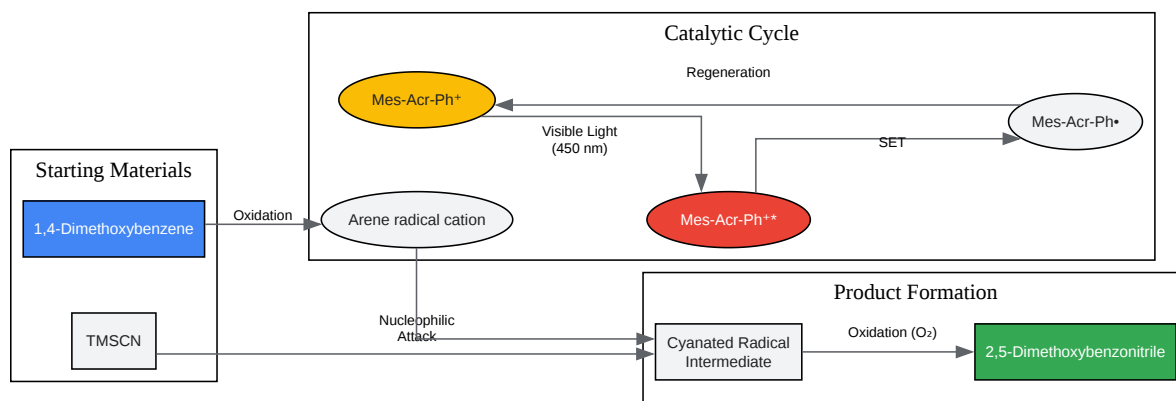 Catalytic Cycle
Regeneration
Mes-Acr-Ph⁺
Mes-Acr-Ph•
Visible Light
(450 nm)
SET
Starting Materials
1,4-Dimethoxybenzene
Oxidation
Arene radical cation
Mes-Acr-Ph⁺*
Product Formation
TMSCN
Nucleophilic
Attack
Cyanated Radical
Intermediate
Oxidation (O₂)
2,5-Dimethoxybenzonitrile